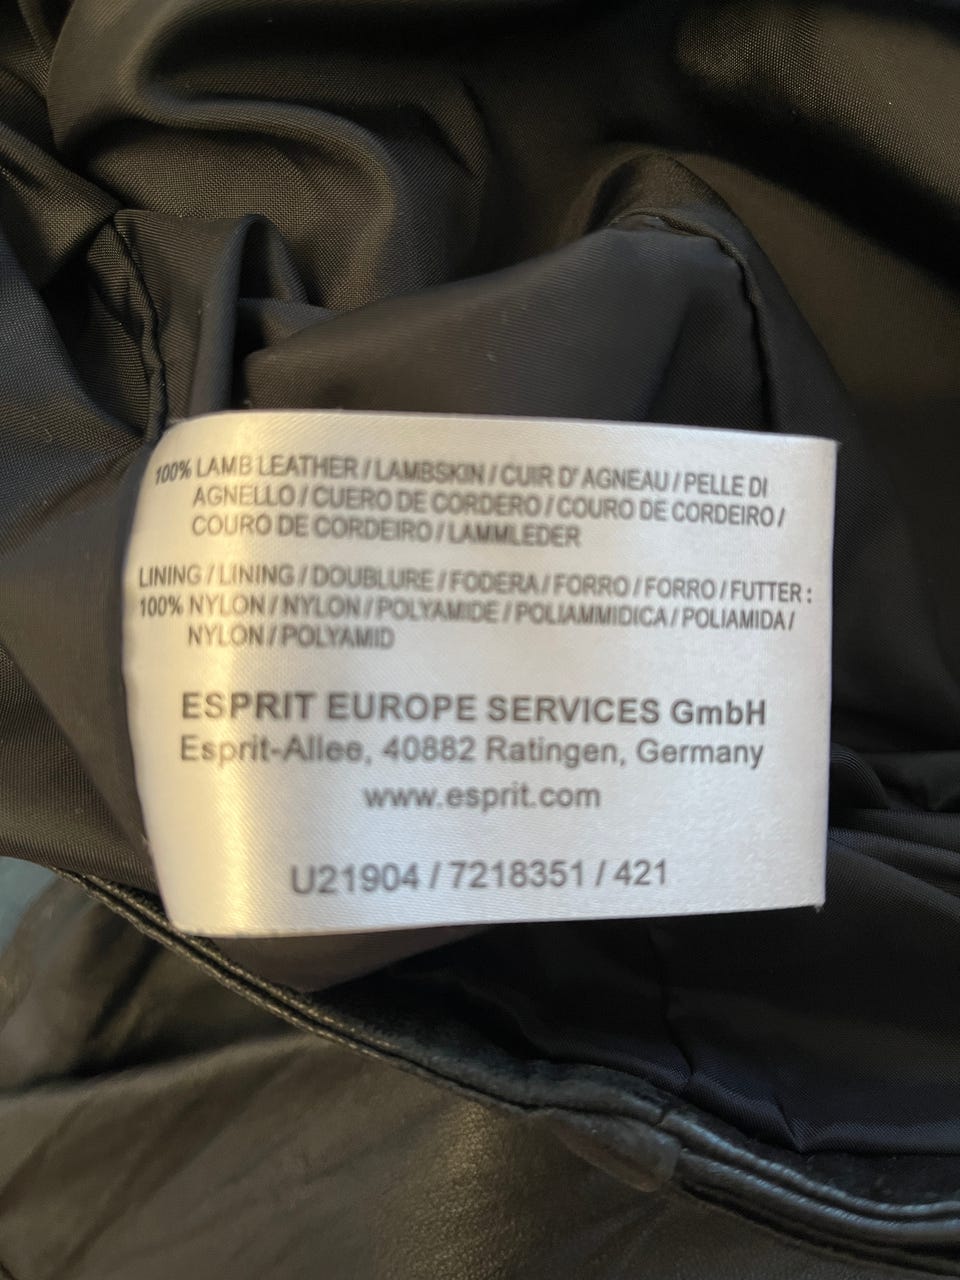 100% LAMB LEATHER / LAMBSKIN / CUIR D' AGNEAU / PELLE DI
AGNELLO / CUERO DE CORDERO / COURO DE CORDEIRO /
COURO DE CORDEIRO / LAMMLEDER
LINING / LINING / DOUBLURE / FODERA / FORRO / FORRO / FUTTER :
100% NYLON / NYLON / POLYAMIDE / POLIAMMIDICA / POLIAMIDA /
NYLON / POLYAMID
ESPRIT EUROPE SERVICES GmbH
Esprit-Allee, 40882 Ratingen, Germany
www.esprit.com
U21904 / 7218351 / 421